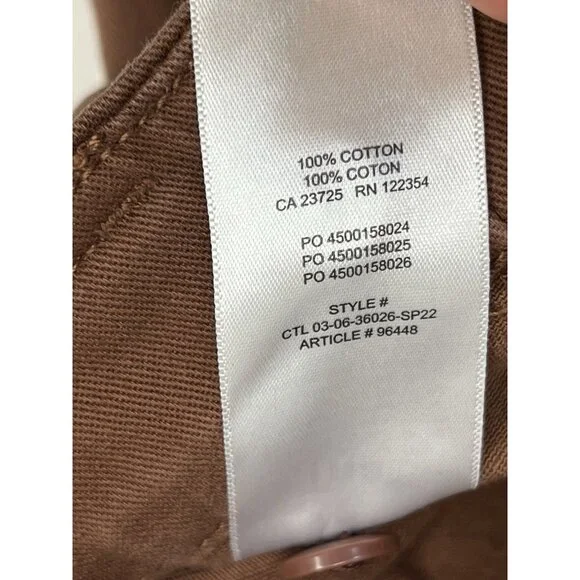 100% COTTON
100% COTON
CA 23725 RN 122354
PO 4500158024
PO 4500158025
PO 4500158026
STYLE #
CTL 03-06-36026-SP22
ARTICLE # 96448